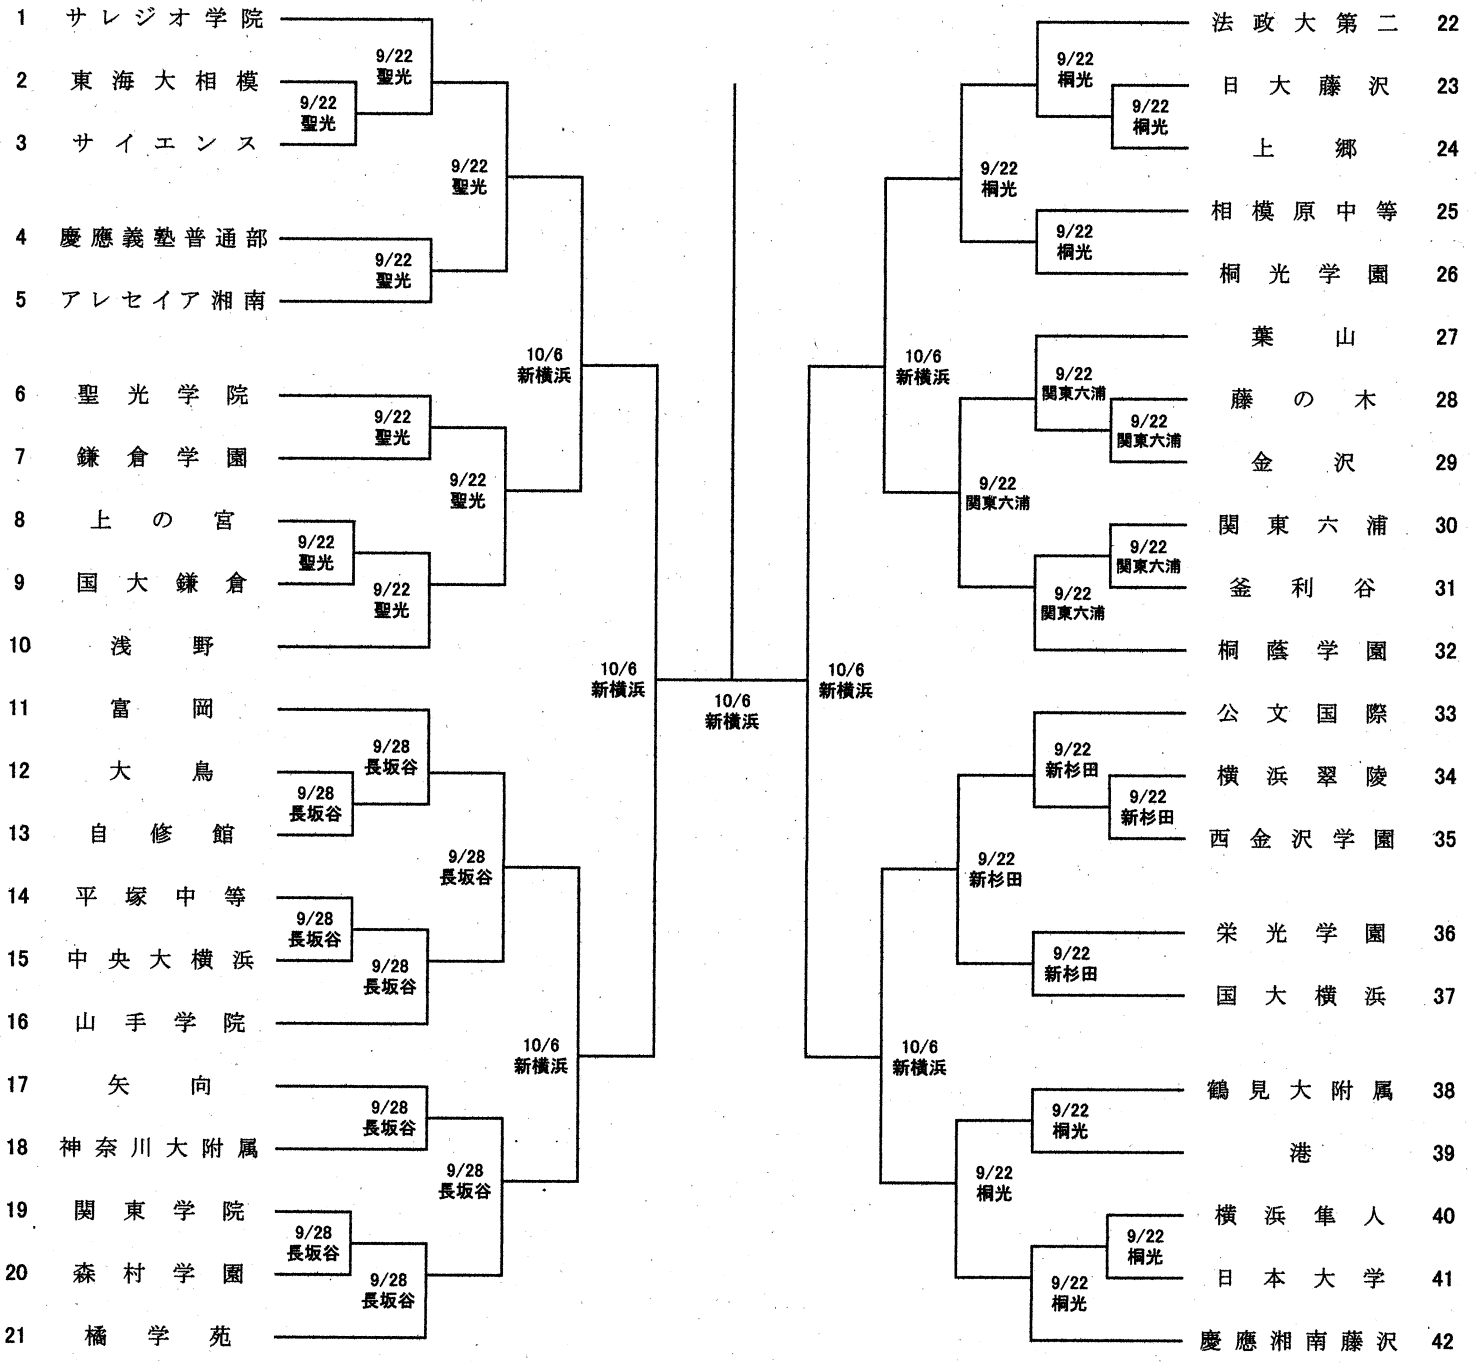 1 サレジオ学院
2 東海大相模
3 サイエンス
4 慶應義塾普通部
5 アレセイア湘南
6 聖光学院
7 鎌倉学園
8 上の宮
9 国大鎌倉
10 浅野
11 富岡
12 大鳥
13 自修館
14 平塚中等
15 中央大横浜
16 山手学院
17 矢向
18 神奈川大附属
19 関東学院
20 森村学園
21 橘学苑
9/22
聖光
9/22
聖光
9/22
聖光
9/22
聖光
9/22
聖光
9/22
聖光
9/22
聖光
9/22
聖光
9/28
長坂谷
9/28
長坂谷
9/28
長坂谷
9/28
長坂谷
9/28
長坂谷
9/28
長坂谷
9/28
長坂谷
9/28
長坂谷
9/28
長坂谷
10/6
新横浜
10/6
新横浜
10/6
新横浜
10/6
新横浜
10/6
新横浜
10/6
新横浜
10/6
新横浜
9/22
桐光
9/22
桐光
9/22
桐光
9/22
桐光
9/22
関東六浦
9/22
関東六浦
9/22
関東六浦
9/22
関東六浦
9/22
関東六浦
9/22
新杉田
9/22
新杉田
9/22
新杉田
9/22
新杉田
9/22
桐光
9/22
桐光
9/22
桐光
9/22
桐光
法政大第二 22
日大藤沢 23
上郷 24
相模原中等 25
桐光学園 26
葉山 27
藤の木 28
金沢 29
関東六浦 30
釜利谷 31
桐蔭学園 32
公文国際 33
横浜翠陵 34
西金沢学園 35
栄光学園 36
国大横浜 37
鶴見大附属 38
港 39
横浜隼人 40
日本大学 41
慶應湘南藤沢 42